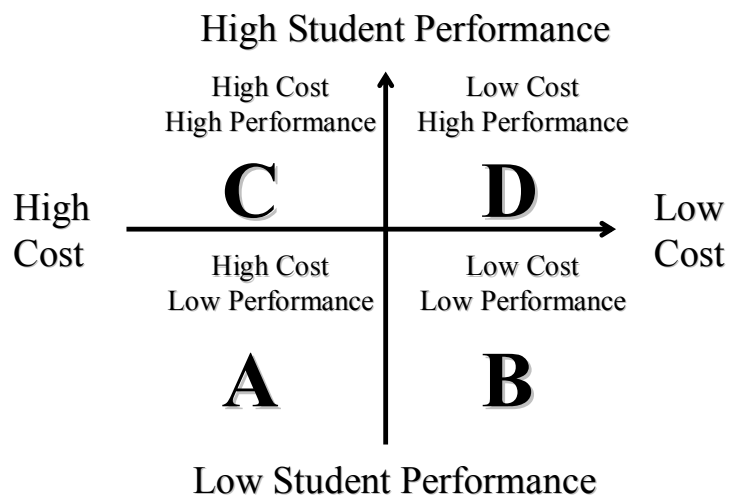 High Student Performance
High Cost
High Performance
Low Cost
High Performance
C
D
High
Cost
Low
Cost
High Cost
Low Performance
Low Cost
Low Performance
A
B
Low Student Performance